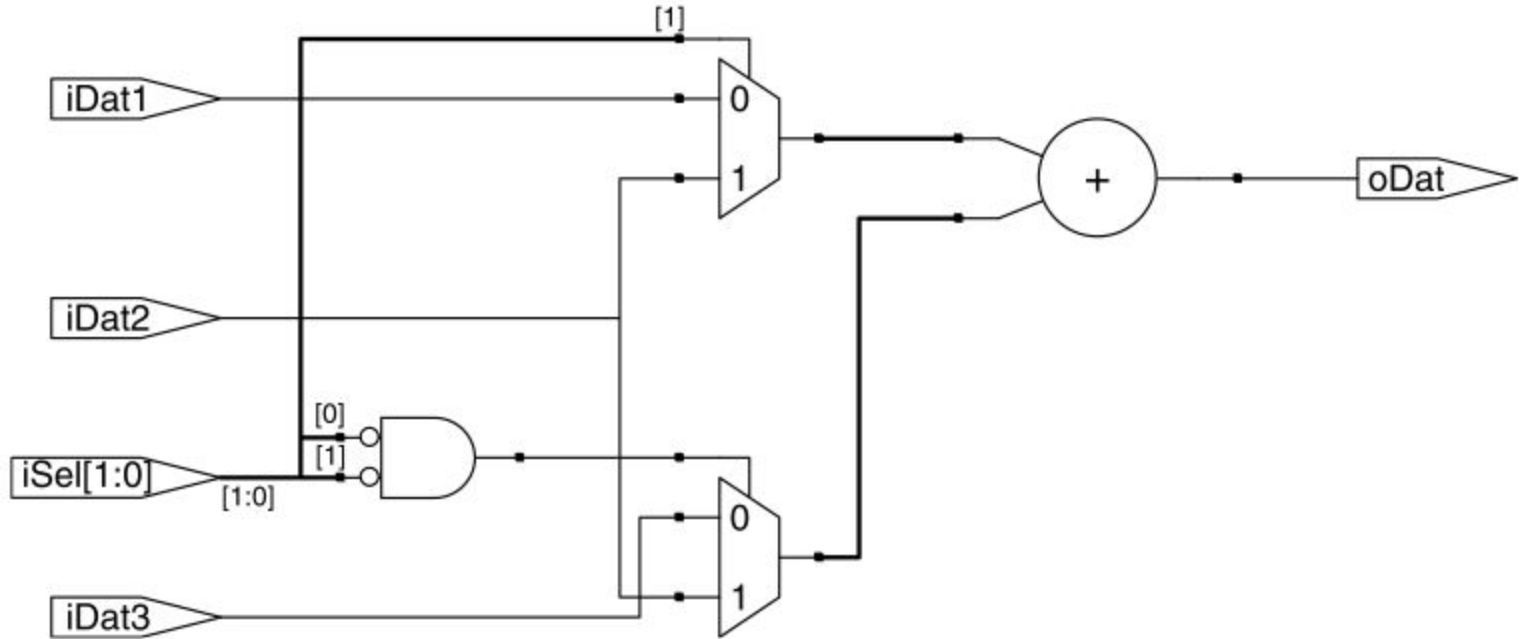 [1]
iDat1
0
1
+
oDat
iDat2
[0]
[1]
iSel[1:0]
[1:0]
0
1
iDat3